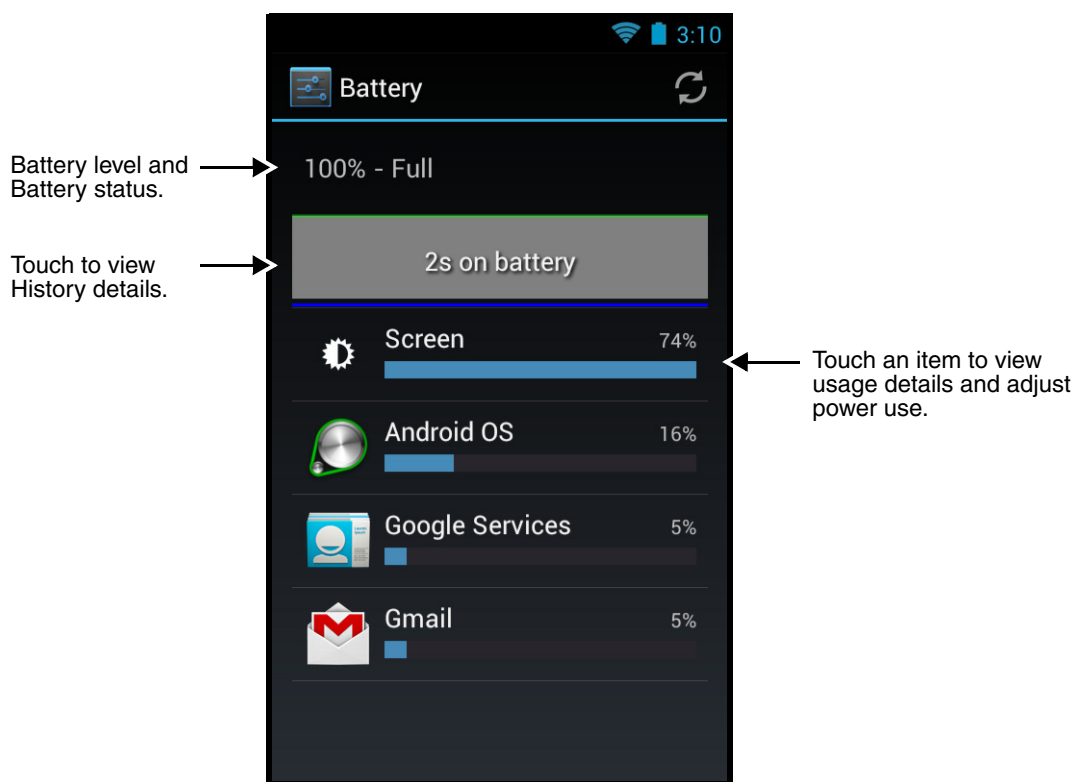 3:10
Battery
Battery level and
Battery status.
100% - Full
Touch to view
History details.
2s on battery
Screen 74%
Touch an item to view
usage details and adjust
power use.
Android OS 16%
Google Services 5%
Gmail 5%